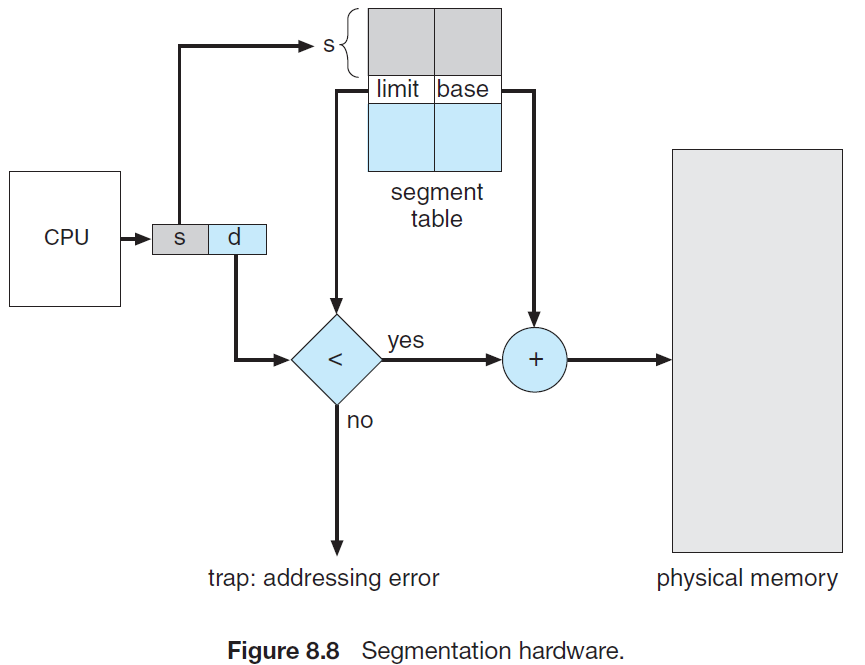 s
limit base
segment
table
CPU
s d
<
yes
+
no
trap: addressing error
physical memory
Figure 8.8 Segmentation hardware.